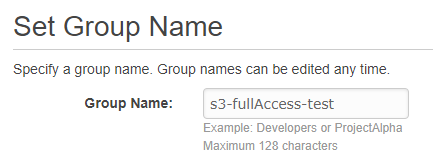 Set Group Name
Specify a group name. Group names can be edited any time.
Group Name: s3-fullAccess-test
Example: Developers or ProjectAlpha
Maximum 128 characters